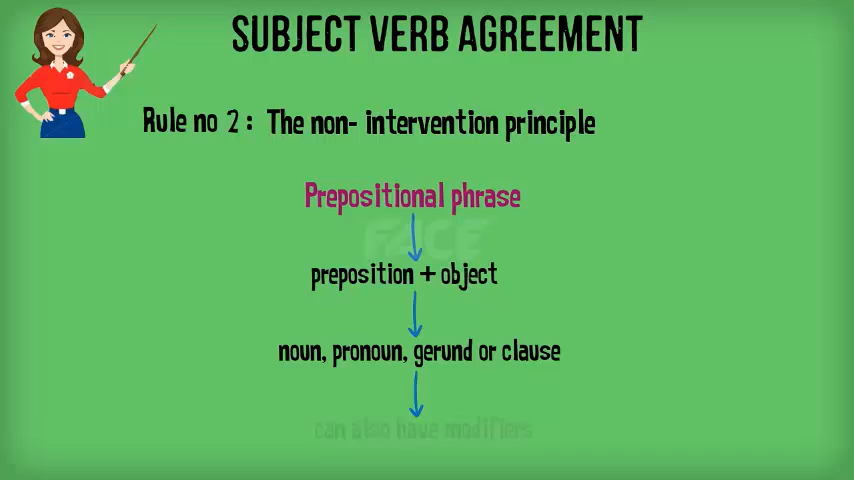 SUBJECT VERB AGREEMENT
Rule no 2: The non- intervention principle
Prepositional phrase
FACE
preposition + object
noun, pronoun, gerund or clause
can also have modifiers